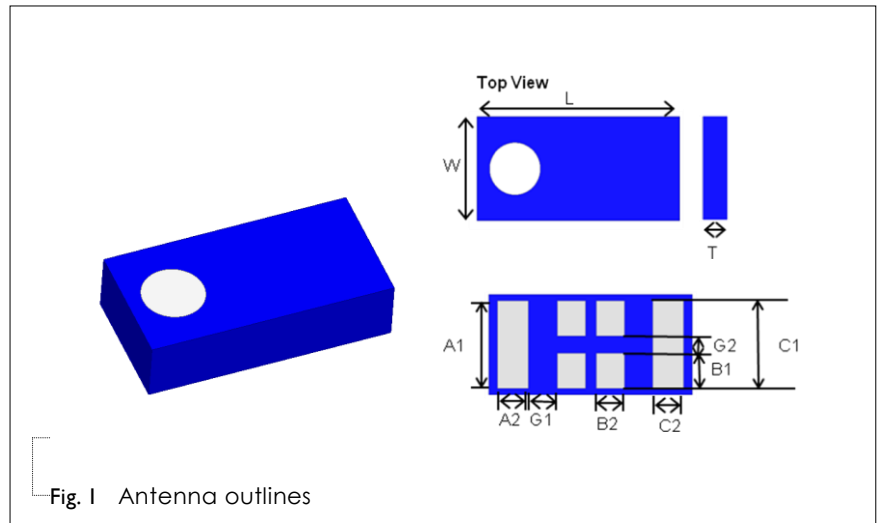 Top View
L
W
T
A1
G2
C1
B1
A2 G1 B2 C2
Fig. 1 Antenna outlines